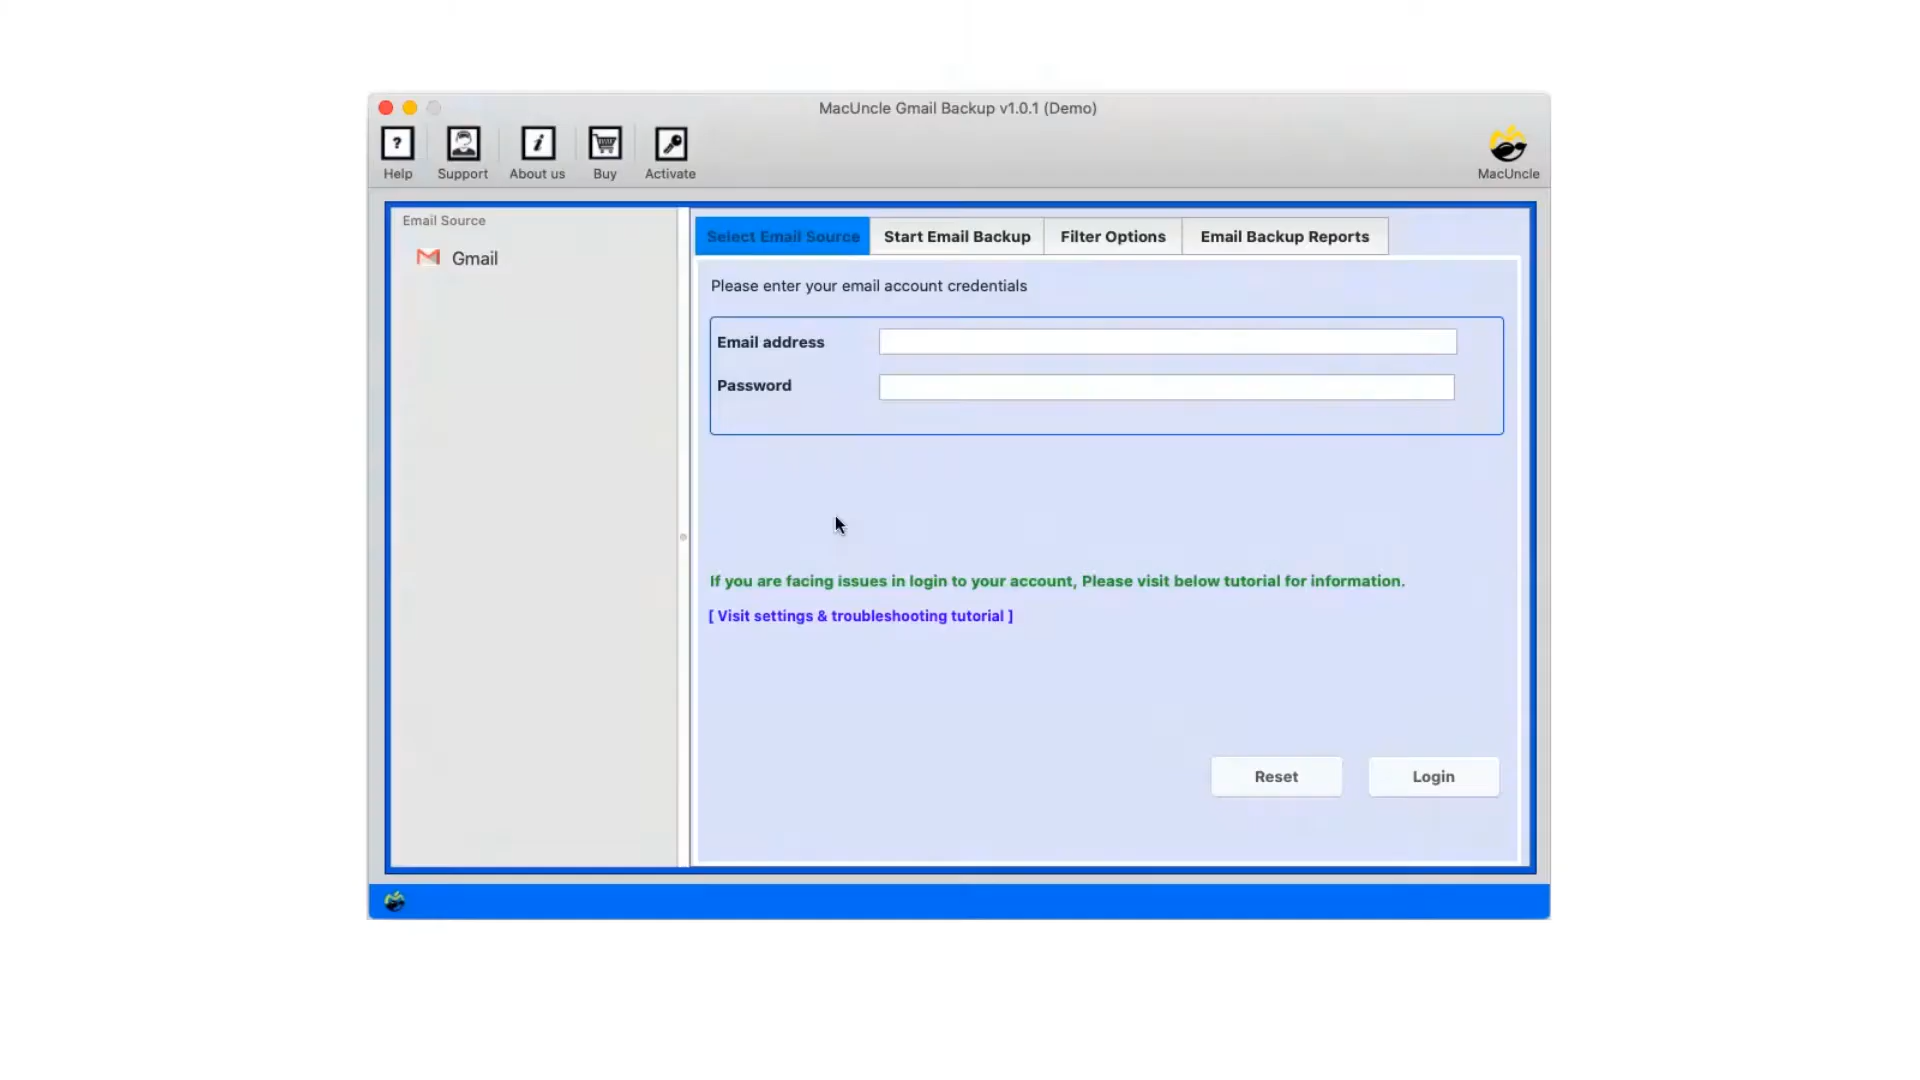 MacUncle Gmail Backup v1.0.1 (Demo)
?
i
Help
Support
About us
Buy
Activate
MacUncle
Email Source
Gmail
Select Email Source
Start Email Backup
Filter Options
Email Backup Reports
Please enter your email account credentials
Email address
Password
If you are facing issues in login to your account, Please visit below tutorial for information.
[ Visit settings & troubleshooting tutorial ]
Reset
Login